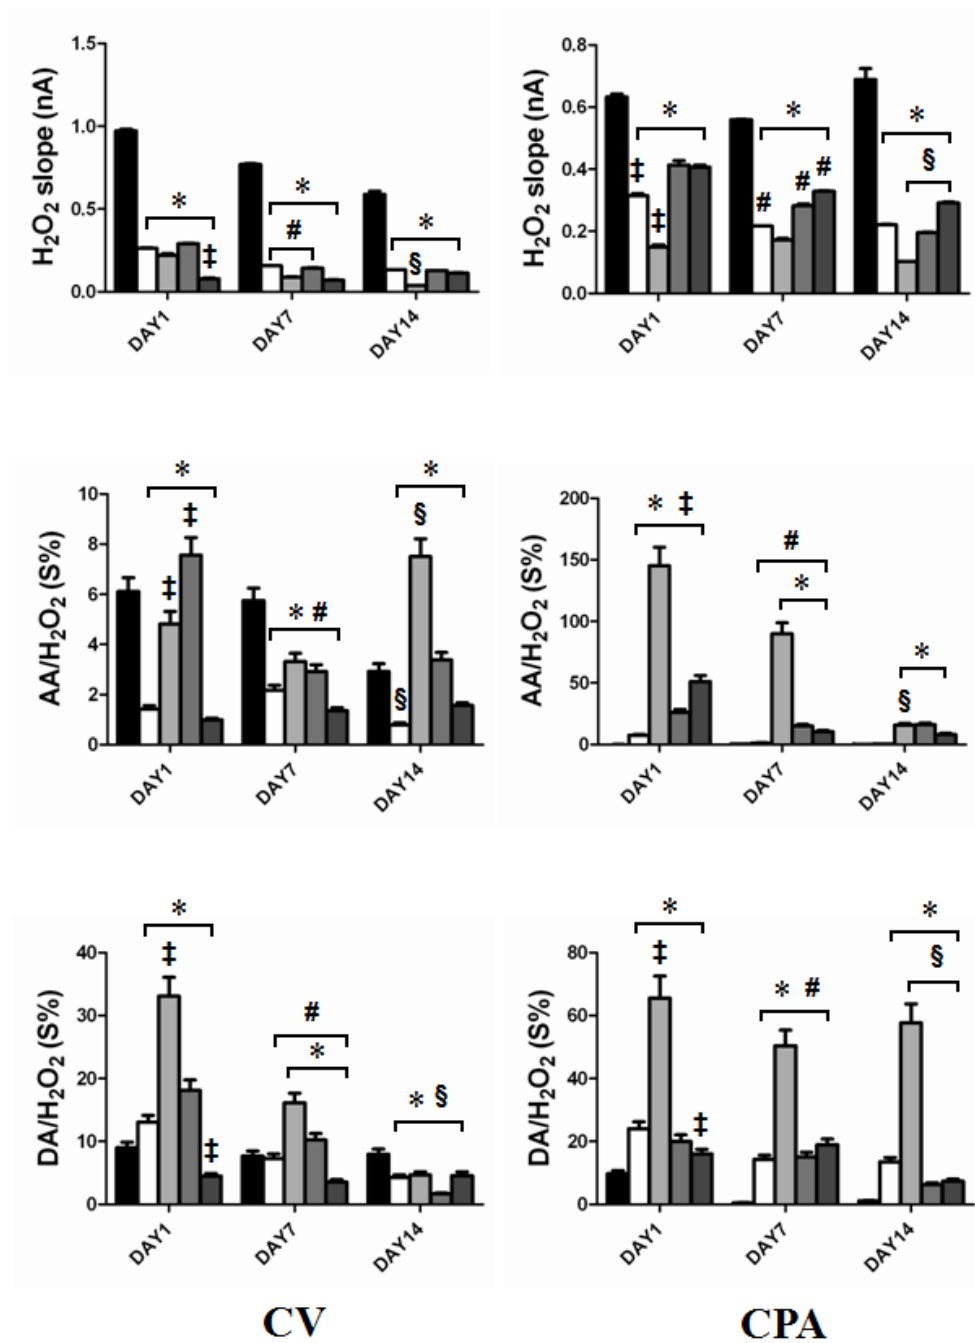 H₂O₂ slope (nA)
1.5
1.0
0.5
0.0
*
‡
*
#
*
§
DAY1
DAY7
DAY14
H₂O₂ slope (nA)
0.8
0.6
0.4
0.2
0.0
*
‡
‡
*
#
#
#
*
§
DAY1
DAY7
DAY14
AA/H₂O₂ (S%)
10
8
6
4
2
0
*
‡
‡
* #
*
§
§
DAY1
DAY7
DAY14
AA/H₂O₂ (S%)
200
150
100
50
0
* ‡
#
*
*
§
DAY1
DAY7
DAY14
DA/H₂O₂ (S%)
40
30
20
10
0
*
‡
‡
#
*
* §
DAY1
DAY7
DAY14
DA/H₂O₂ (S%)
80
60
40
20
0
*
‡
‡
* #
*
§
DAY1
DAY7
DAY14
CV
CPA